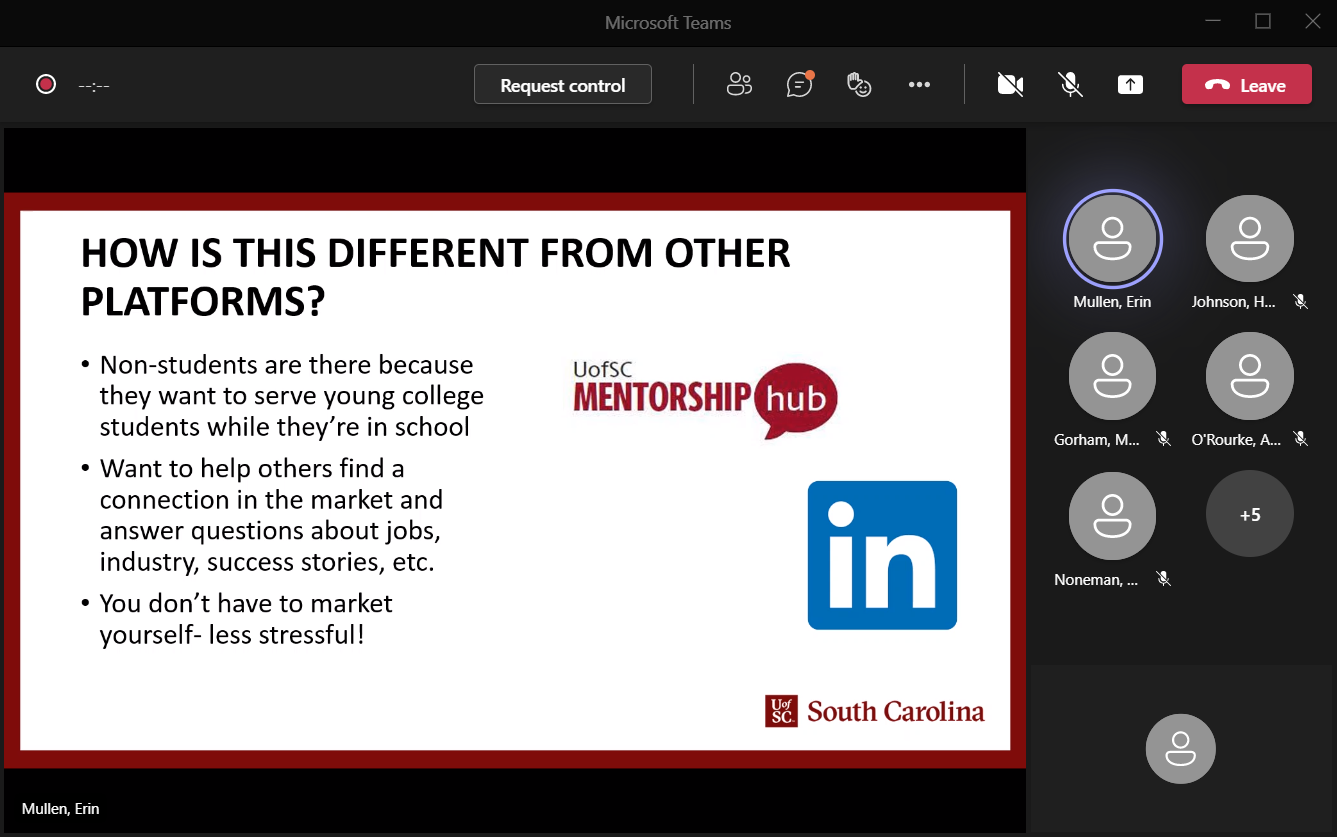 Microsoft Teams
--:--
Request control
Leave
HOW IS THIS DIFFERENT FROM OTHER
PLATFORMS?
• Non-students are there because
they want to serve young college
students while they’re in school
• Want to help others find a
connection in the market and
answer questions about jobs,
industry, success stories, etc.
• You don’t have to market
yourself- less stressful!
UofSC
MENTORSHIP hub
in
UofSC South Carolina
Mullen, Erin
Mullen, Erin
Johnson, H...
Gorham, M...
O'Rourke, A...
Noneman, ...
+5